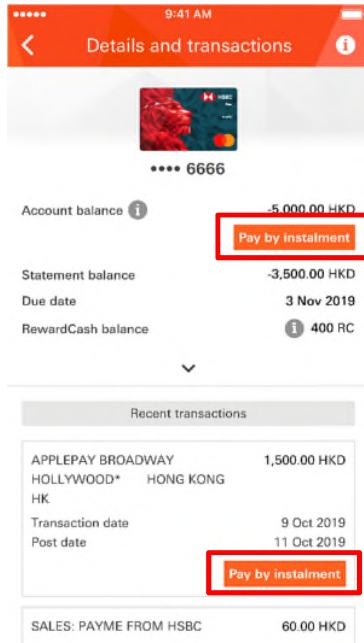 9:41 AM
Details and transactions
HSBC
•••• 6666
Account balance
-5,000.00 HKD
Pay by instalment
Statement balance -3,500.00 HKD
Due date 3 Nov 2019
RewardCash balance 400 RC
Recent transactions
APPLEPAY BROADWAY 1,500.00 HKD
HOLLYWOOD* HONG KONG
HK
Transaction date 9 Oct 2019
Post date 11 Oct 2019
Pay by instalment
SALES: PAYME FROM HSBC 60.00 HKD